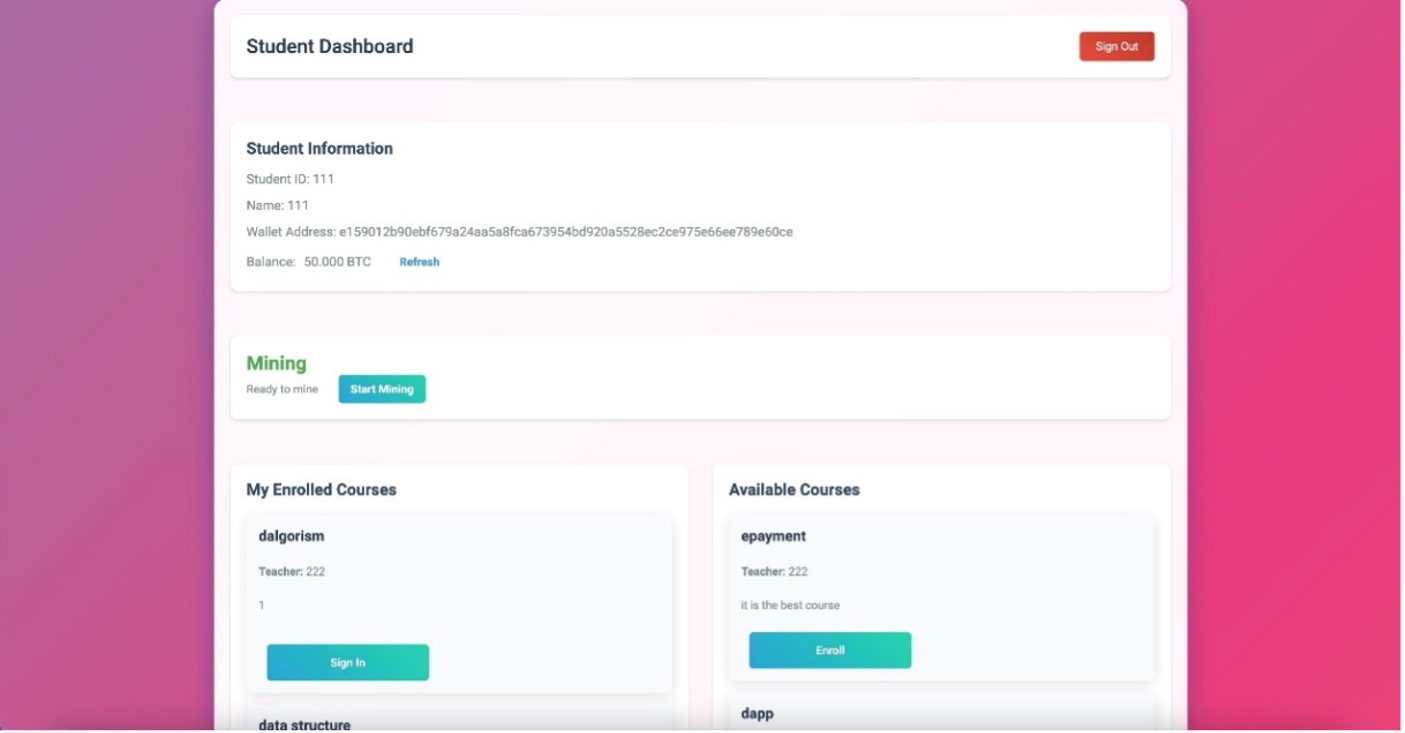 Student Dashboard
Sign Out
Student Information
Student ID: 111
Name: 111
Wallet Address: e159012b90ebf679a24aa5a8fca673954bd920a5528ec2ce975e66ee789e60ce
Balance: 50.000 BTC Refresh
Mining
Ready to mine Start Mining
My Enrolled Courses
dalgorism
Teacher: 222
1
Sign In
data structure
Available Courses
epayment
Teacher: 222
it is the best course
Enroll
dapp